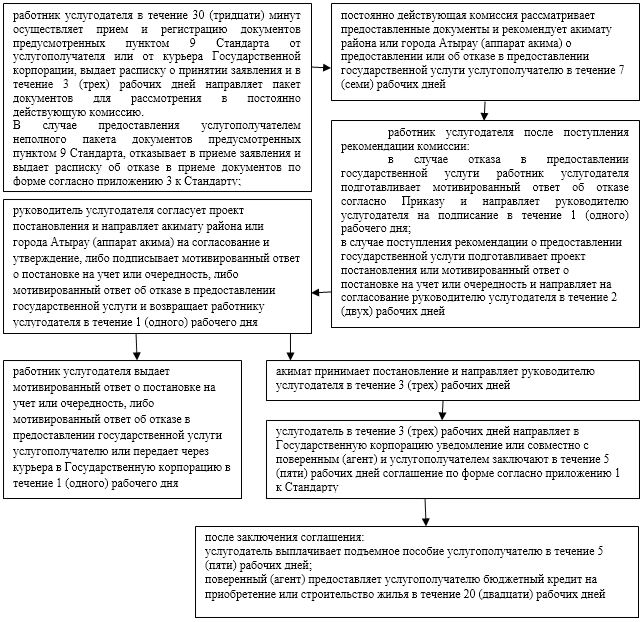 работник услугодателя в течение 30 (тридцати) минут
осуществляет прием и регистрацию документов
предусмотренных пунктом 9 Стандарта от
услугополучателя или от курьера Государственной
корпорации, выдает расписку о принятии заявления и в
течение 3 (трех) рабочих дней направляет пакет
документов для рассмотрения в постоянно
действующую комиссию.
В случае предоставления услугополучателем
неполного пакета документов предусмотренных
пунктом 9 Стандарта, отказывает в приеме заявления и
выдает расписку об отказе в приеме документов по
форме согласно приложению 3 к Стандарту;
постоянно действующая комиссия рассматривает
предоставленные документы и рекомендует акимату
района или города Атырау (аппарат акима) о
предоставлении или об отказе в предоставлении
государственной услуги услугополучателю в течение 7
(семи) рабочих дней
работник услугодателя после поступления
рекомендации комиссии:
в случае отказа в предоставлении
государственной услуги работник услугодателя
подготавливает мотивированный ответ об отказе
согласно Приказу и направляет руководителю
услугодателя на подписание в течение 1 (одного)
рабочего дня;
в случае поступления рекомендации о предоставлении
государственной услуги подготавливает проект
постановления или мотивированный ответ о
постановке на учет или очередность и направляет на
согласование руководителю услугодателя в течение 2
(двух) рабочих дней
руководитель услугодателя согласует проект
постановления и направляет акимату района или
города Атырау (аппарат акима) на согласование и
утверждение, либо подписывает мотивированный ответ
о постановке на учет или очередность, либо
мотивированный ответ об отказе в предоставлении
государственной услуги и возвращает работнику
услугодателя в течение 1 (одного) рабочего дня
работник услугодателя выдает
мотивированный ответ о постановке на
учет или очередность, либо
мотивированный ответ об отказе в
предоставлении государственной услуги
услугополучателю или передает через
курьера в Государственную корпорацию в
течение 1 (одного) рабочего дня
акимат принимает постановление и направляет руководителю
услугодателя в течение 3 (трех) рабочих дней
услугодатель в течение 3 (трех) рабочих дней направляет в
Государственную корпорацию уведомление или совместно с
поверенным (агент) и услугополучателем заключают в течение 5
(пяти) рабочих дней соглашение по форме согласно приложению 1
к Стандарту
после заключения соглашения:
услугодатель выплачивает подъемное пособие услугополучателю в течение 5
(пяти) рабочих дней;
поверенный (агент) предоставляет услугополучателю бюджетный кредит на
приобретение или строительство жилья в течение 20 (двадцати) рабочих дней